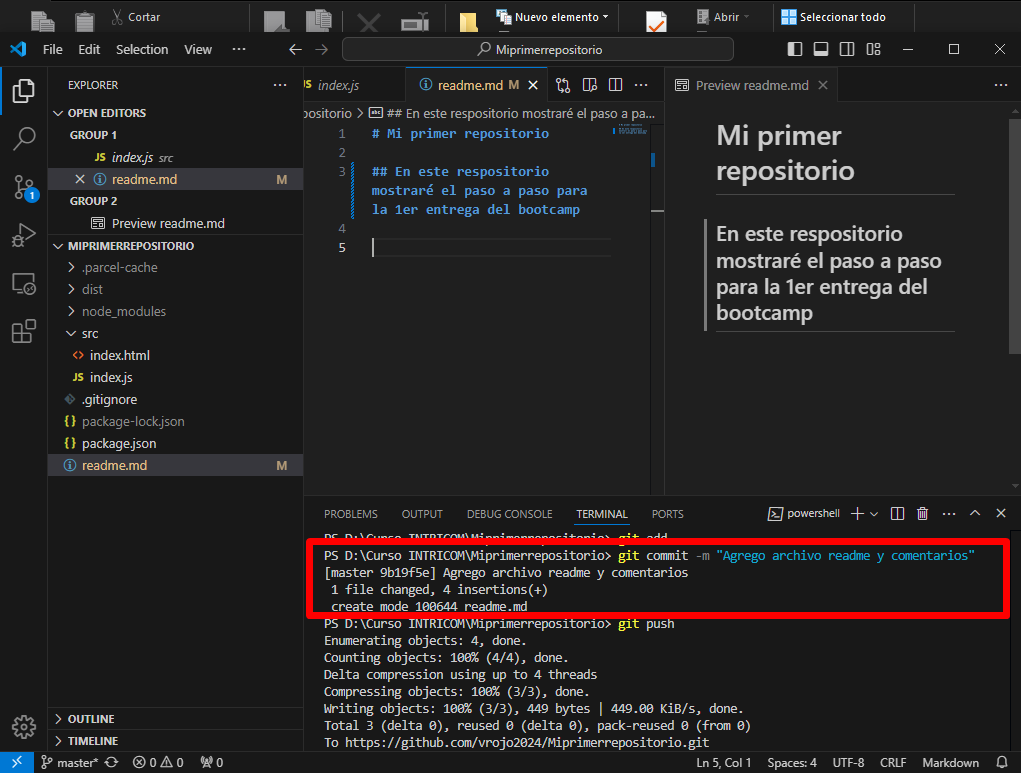 Cortar
Nuevo elemento
Abrir
Seleccionar todo
File Edit Selection View ···
Miprimerrepositorio
EXPLORER ···
OPEN EDITORS
GROUP 1
JS index.js src
readme.md M
GROUP 2
Preview readme.md
MIPRIMERREPOSITORIO
.parcel-cache
dist
node_modules
src
<> index.html
JS index.js
.gitignore
{} package-lock.json
{} package.json
readme.md M
OUTLINE
TIMELINE
1
JS index.js
readme.md M
···
Preview readme.md
···
positorio > ## En este respositorio mostraré el paso a pa...
1 # Mi primer repositorio
2
3 ## En este respositorio
mostraré el paso a paso para
la 1er entrega del bootcamp
4
5
Mi primer
repositorio
En este respositorio
mostraré el paso a paso
para la 1er entrega del
bootcamp
PROBLEMS OUTPUT DEBUG CONSOLE TERMINAL PORTS
powershell ···
PS D:\Curso INTRICOM\Miprimerrepositorio> git add
PS D:\Curso INTRICOM\Miprimerrepositorio> git commit -m "Agrego archivo readme y comentarios"
[master 9b19f5e] Agrego archivo readme y comentarios
1 file changed, 4 insertions(+)
create mode 100644 readme.md
PS D:\Curso INTRICOM\Miprimerrepositorio> git push
Enumerating objects: 4, done.
Counting objects: 100% (4/4), done.
Delta compression using up to 4 threads
Compressing objects: 100% (3/3), done.
Writing objects: 100% (3/3), 449 bytes | 449.00 KiB/s, done.
Total 3 (delta 0), reused 0 (delta 0), pack-reused 0 (from 0)
To https://github.com/vrojo2024/Miprimerrepositorio.git
master* 0 0 0
Ln 5, Col 1 Spaces: 4 UTF-8 CRLF Markdown